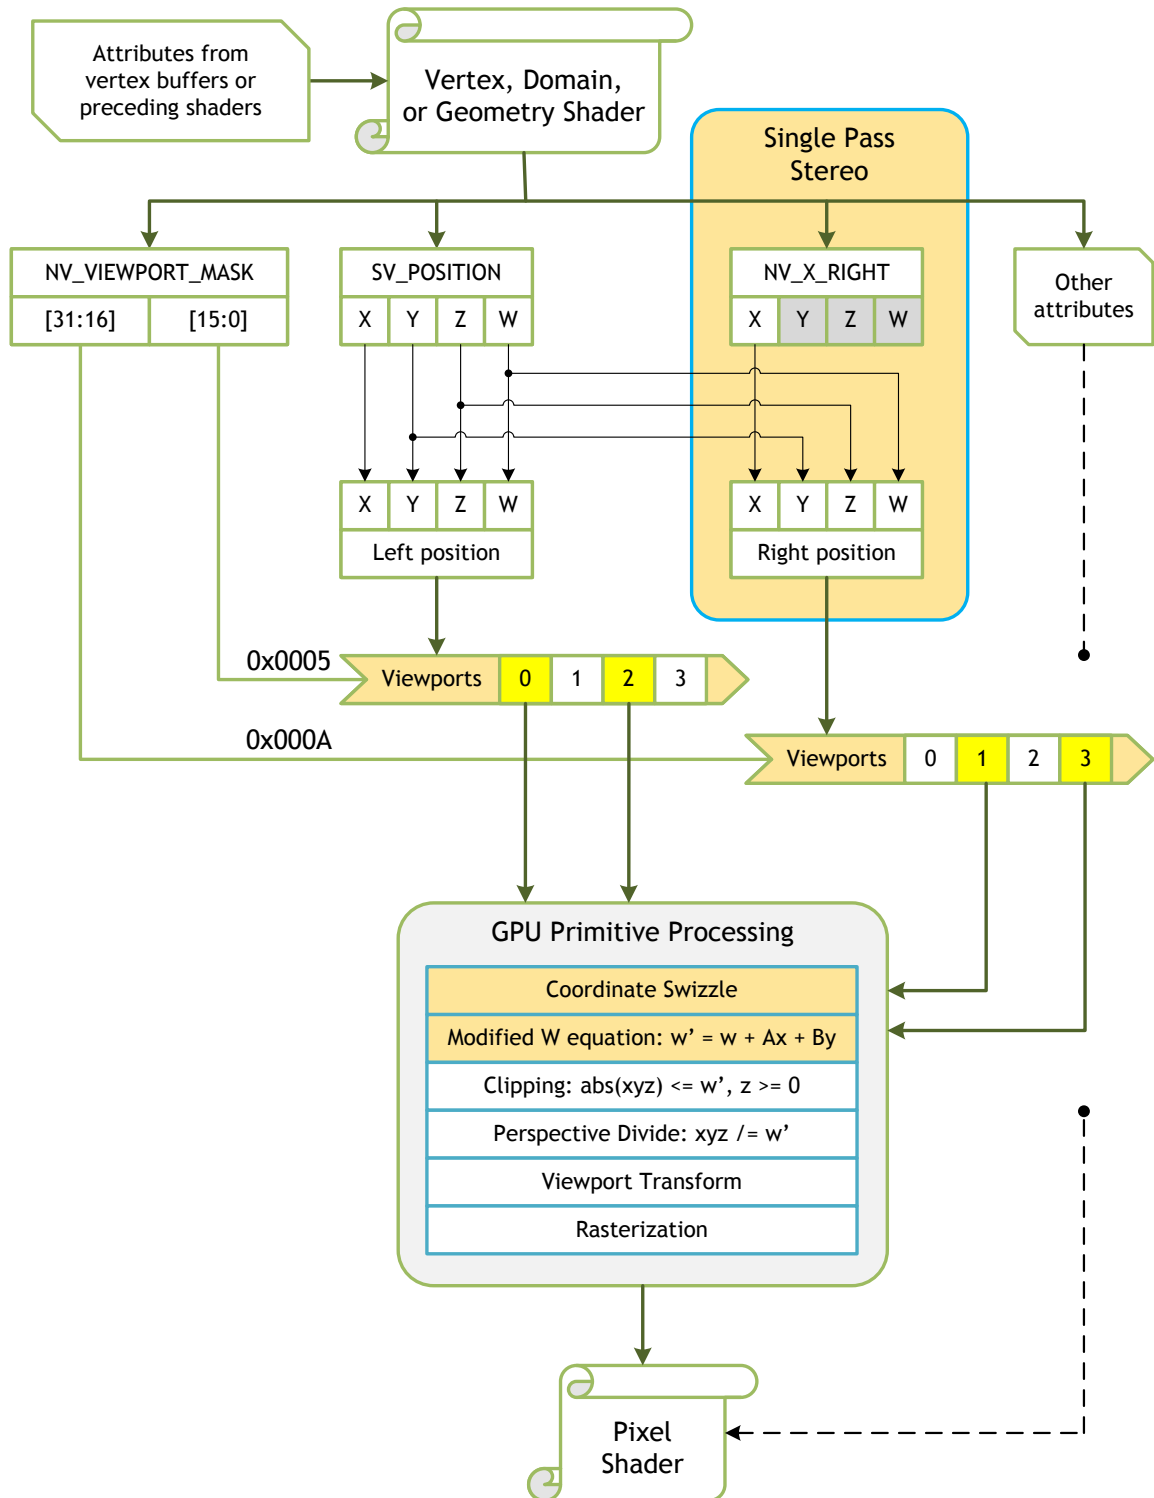 Attributes from
vertex buffers or
preceding shaders
Vertex, Domain,
or Geometry Shader
Single Pass
Stereo
NV_VIEWPORT_MASK
[31:16] [15:0]
SV_POSITION
X Y Z W
NV_X_RIGHT
X Y Z W
Other
attributes
X Y Z W
Left position
X Y Z W
Right position
0x0005
Viewports 0 1 2 3
0x000A
Viewports 0 1 2 3
GPU Primitive Processing
Coordinate Swizzle
Modified W equation: w’ = w + Ax + By
Clipping: abs(xyz) <= w’, z >= 0
Perspective Divide: xyz /= w’
Viewport Transform
Rasterization
Pixel
Shader